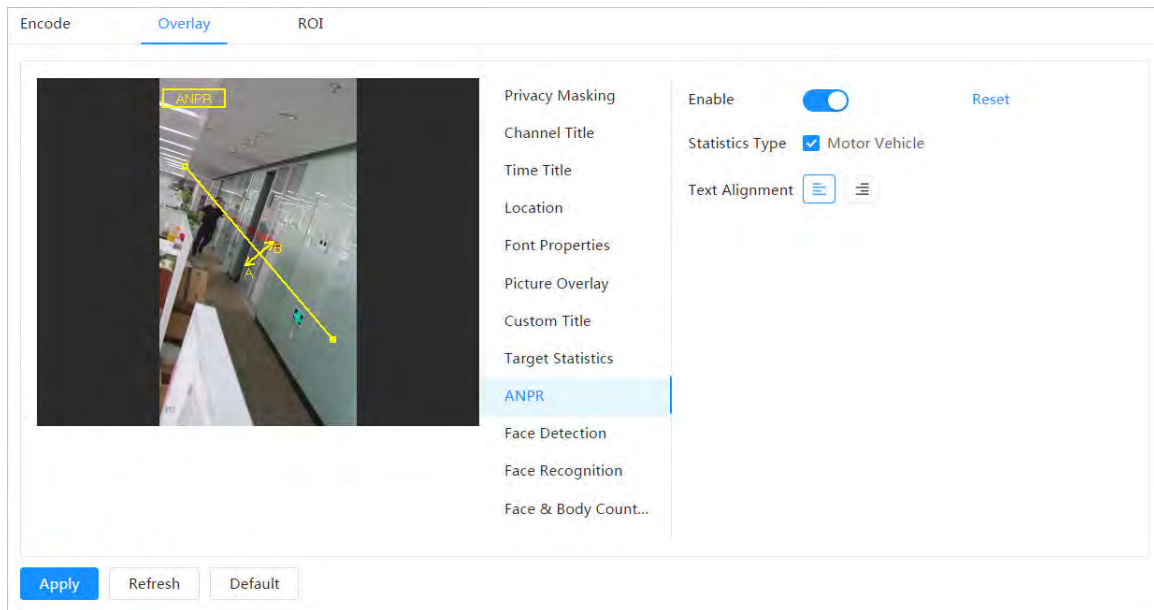 Encode Overlay ROI
ANPR
B
A
Privacy Masking
Channel Title
Time Title
Location
Font Properties
Picture Overlay
Custom Title
Target Statistics
ANPR
Face Detection
Face Recognition
Face & Body Count...
Enable Reset
Statistics Type Motor Vehicle
Text Alignment
Apply Refresh Default